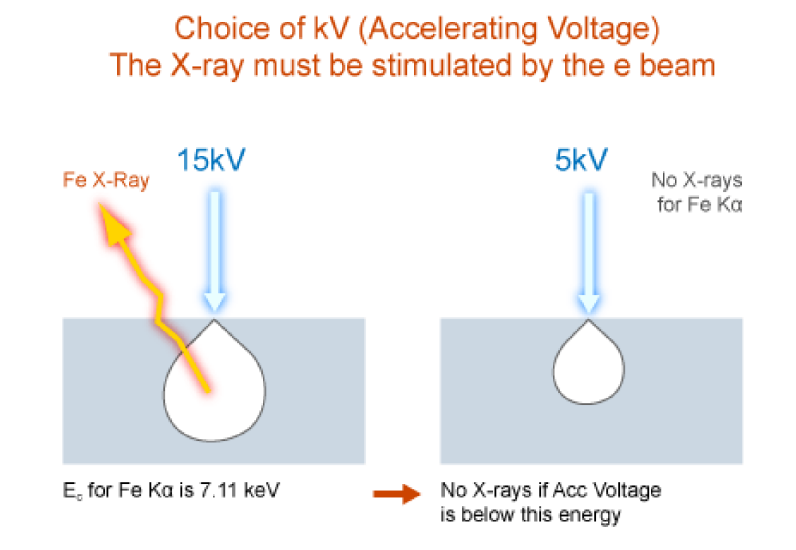 Choice of kV (Accelerating Voltage)
The X-ray must be stimulated by the e beam
15kV
Fe X-Ray
5kV
No X-rays
for Fe Kα
E꜀ for Fe Kα is 7.11 keV
No X-rays if Acc Voltage
is below this energy